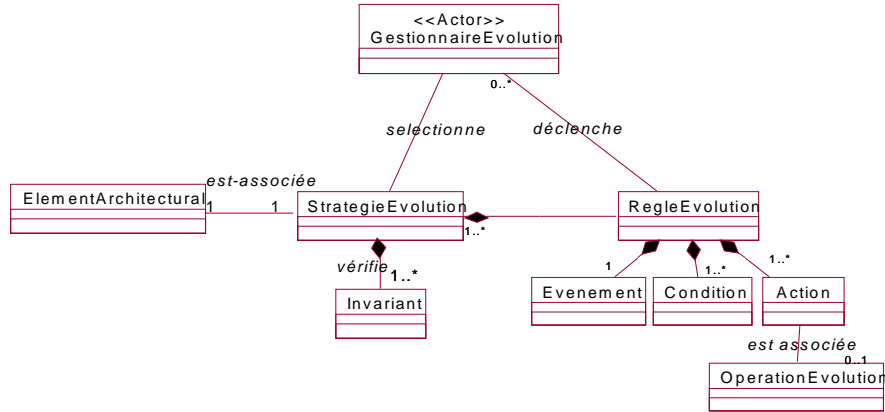 <<Actor>>
GestionnaireEvolution
0..*
selectionne
déclenche
est-associée
ElementArchitectural
1
1
StrategieEvolution
1..*
RegleEvolution
vérifie
1..*
1
1..*
1..*
Invariant
Evenement
Condition
Action
est associée
0..1
OperationEvolution